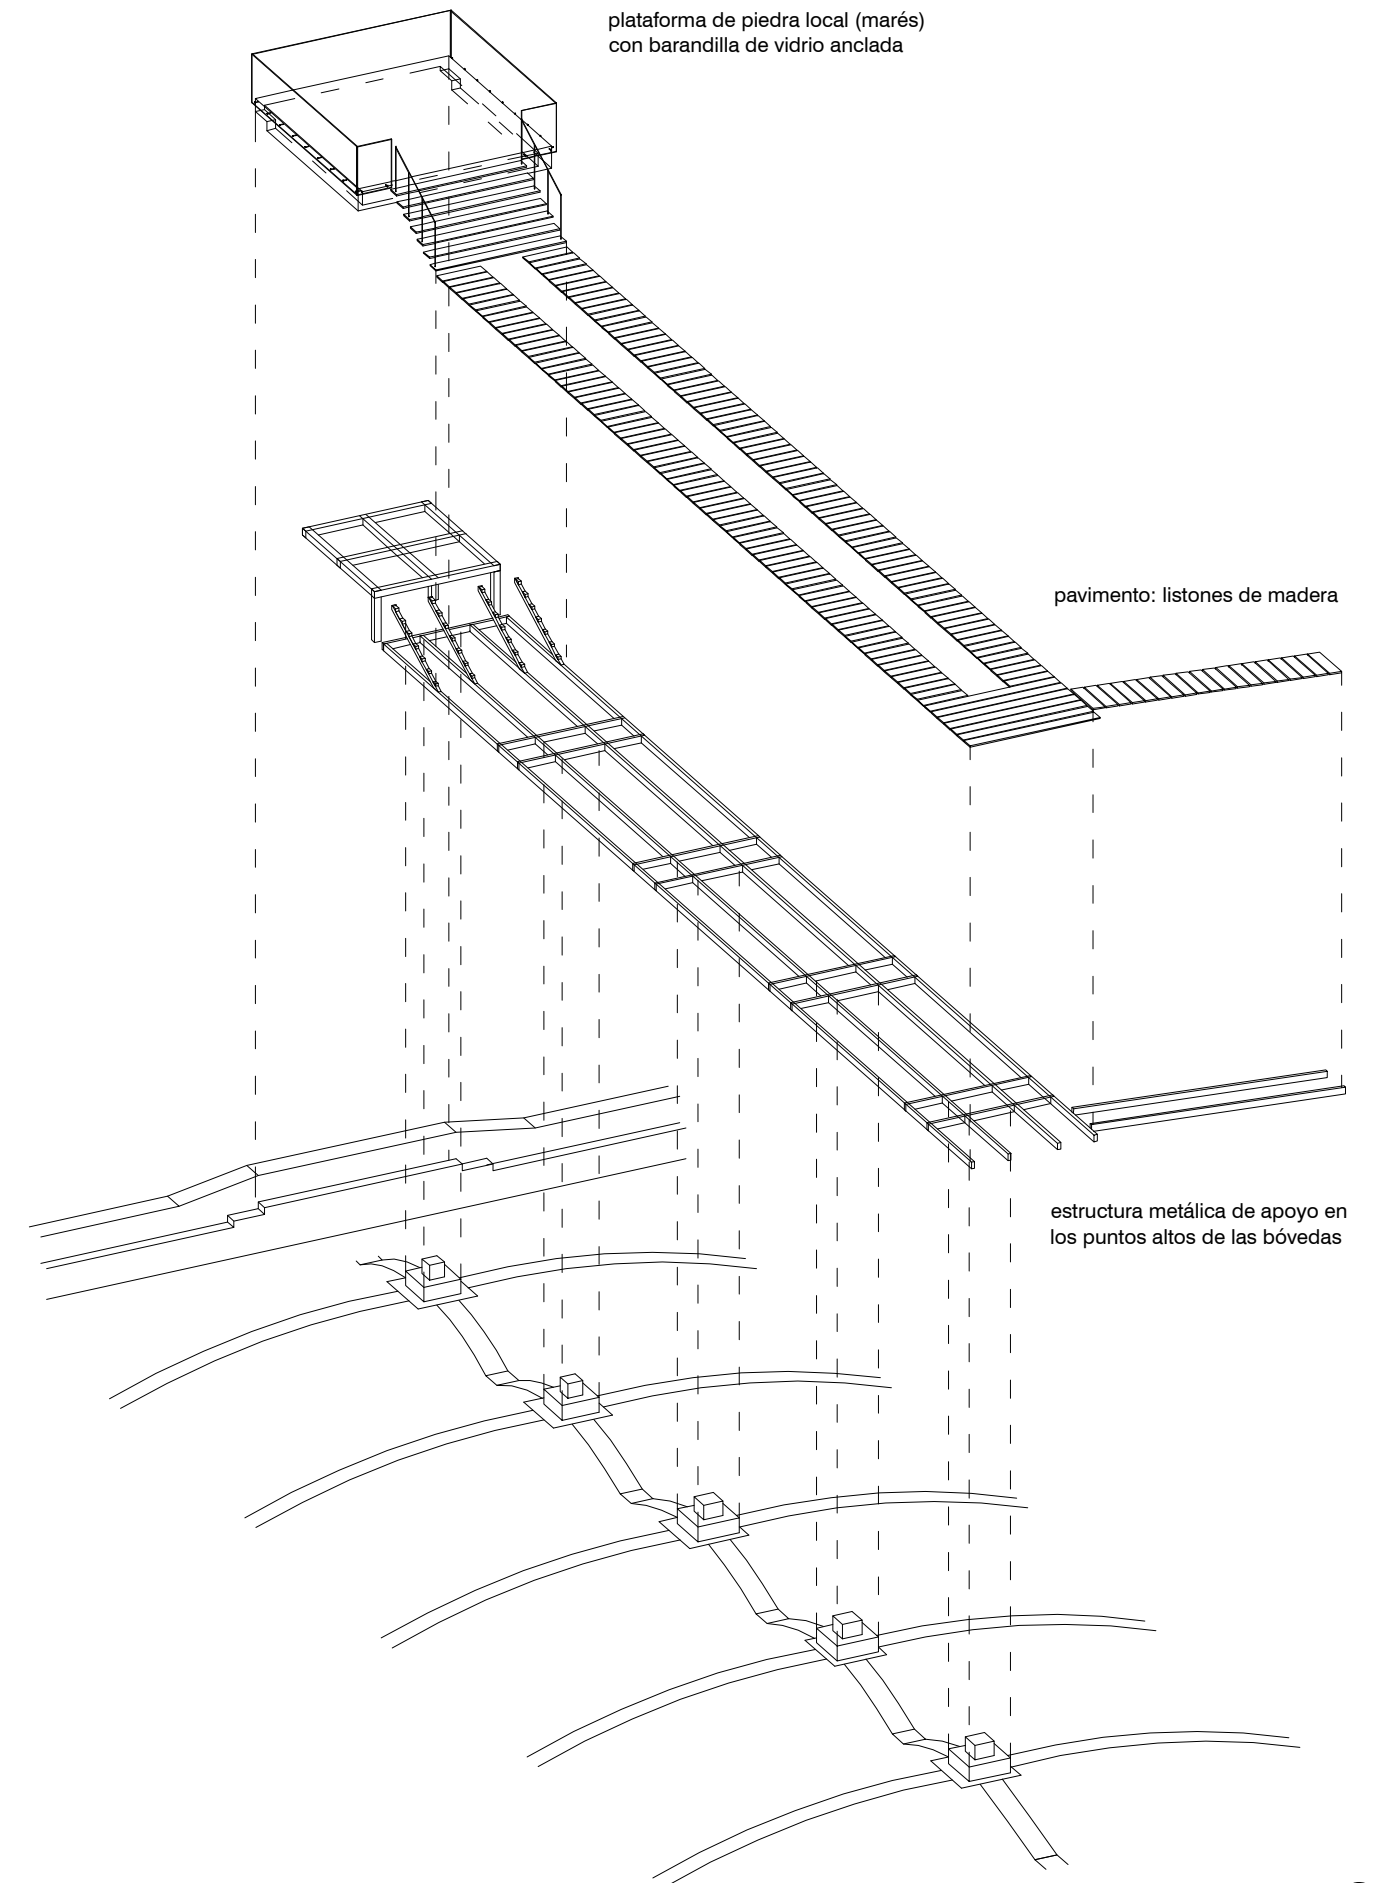 plataforma de piedra local (marés)
con barandilla de vidrio anclada
pavimento: listones de madera
estructura metálica de apoyo en
los puntos altos de las bóvedas